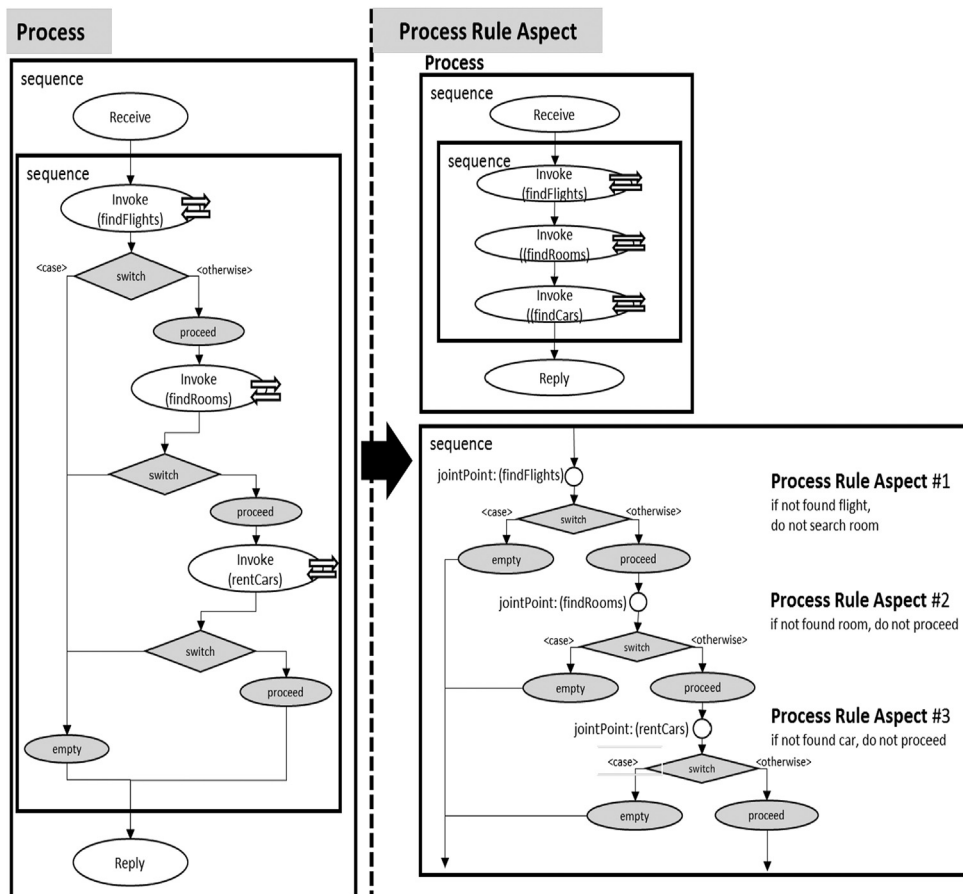 Process
sequence
Receive
sequence
Invoke
(findFlights)
<case>
<otherwise>
switch
proceed
Invoke
(findRooms)
switch
proceed
Invoke
(rentCars)
switch
proceed
empty
Reply
Process Rule Aspect
Process
sequence
Receive
sequence
Invoke
(findFlights)
Invoke
((findRooms)
Invoke
((findCars)
Reply
sequence
jointPoint: (findFlights)
Process Rule Aspect #1
if not found flight,
do not search room
<case>
<otherwise>
switch
empty
proceed
jointPoint: (findRooms)
Process Rule Aspect #2
if not found room, do not proceed
<case>
<otherwise>
switch
empty
proceed
jointPoint: (rentCars)
Process Rule Aspect #3
if not found car, do not proceed
<case>
<otherwise>
switch
empty
proceed